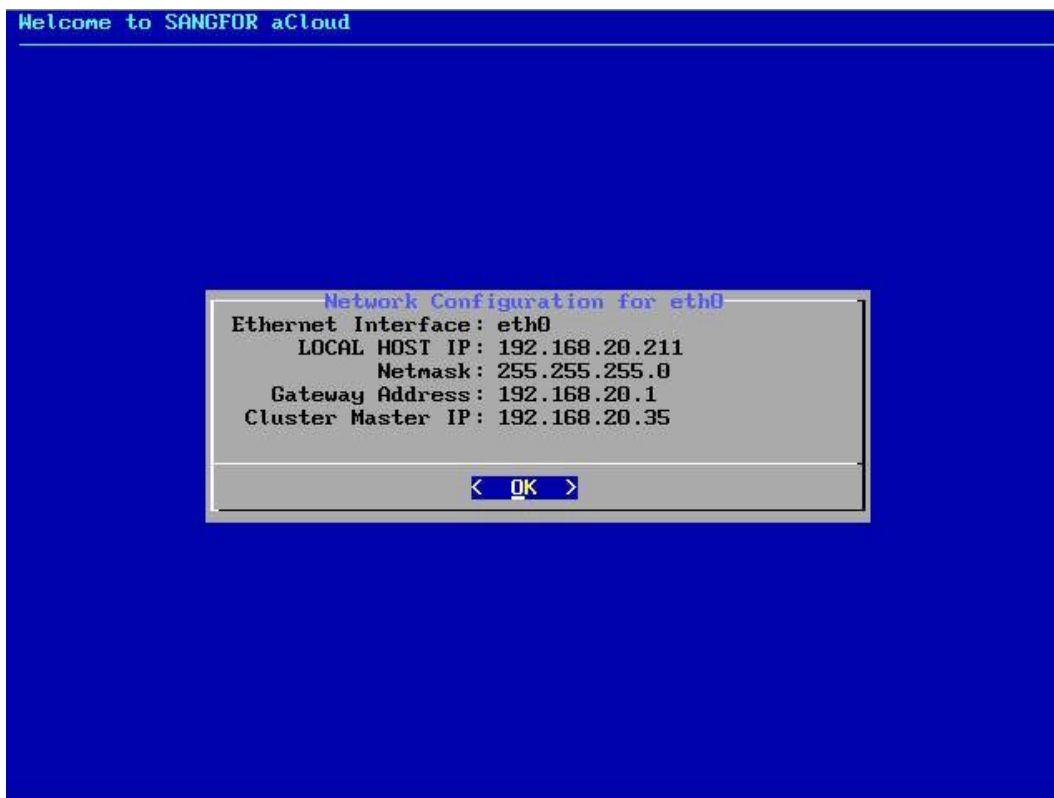 Welcome to SANGFOR aCloud
Network Configuration for eth0
Ethernet Interface: eth0
LOCAL HOST IP: 192.168.20.211
Netmask: 255.255.255.0
Gateway Address: 192.168.20.1
Cluster Master IP: 192.168.20.35
< OK >